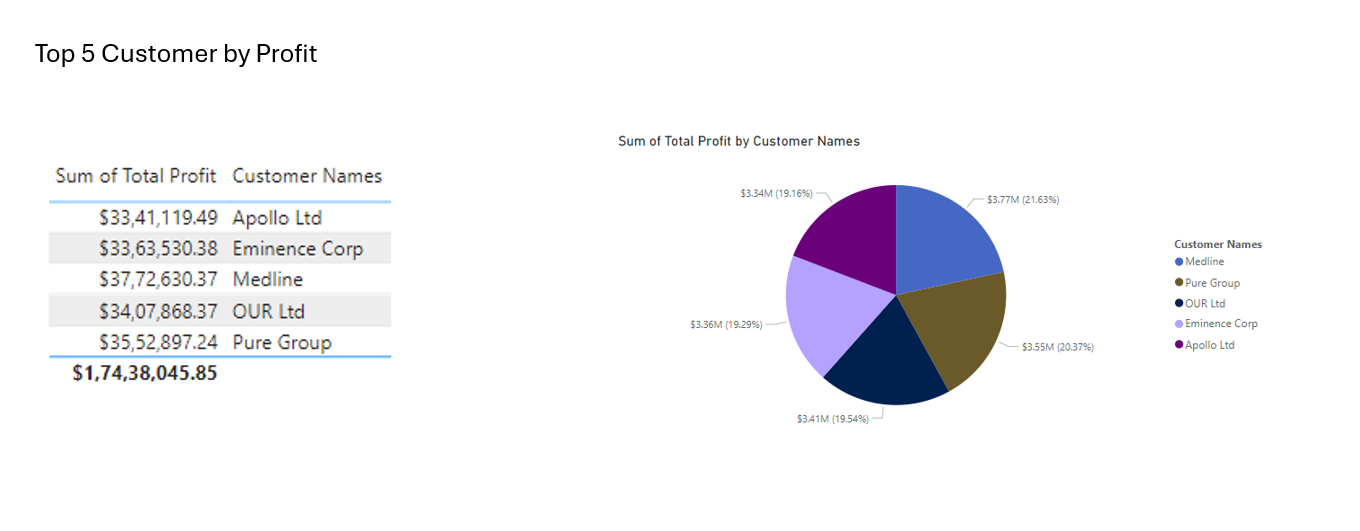 Top 5 Customer by Profit
Sum of Total Profit Customer Names
$33,41,119.49 Apollo Ltd
$33,63,530.38 Eminence Corp
$37,72,630.37 Medline
$34,07,868.37 OUR Ltd
$35,52,897.24 Pure Group
$1,74,38,045.85
Sum of Total Profit by Customer Names
$3.34M (19.16%)
$3.77M (21.63%)
$3.36M (19.29%)
$3.55M (20.37%)
$3.41M (19.54%)
Customer Names
Medline
Pure Group
OUR Ltd
Eminence Corp
Apollo Ltd